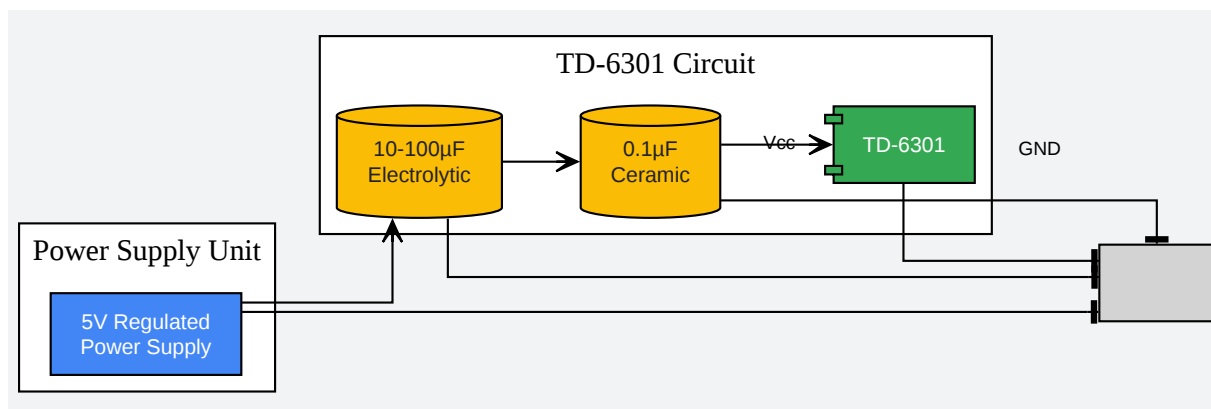 TD-6301 Circuit
10-100µF
Electrolytic
0.1µF
Ceramic
Vcc
TD-6301
GND
Power Supply Unit
5V Regulated
Power Supply